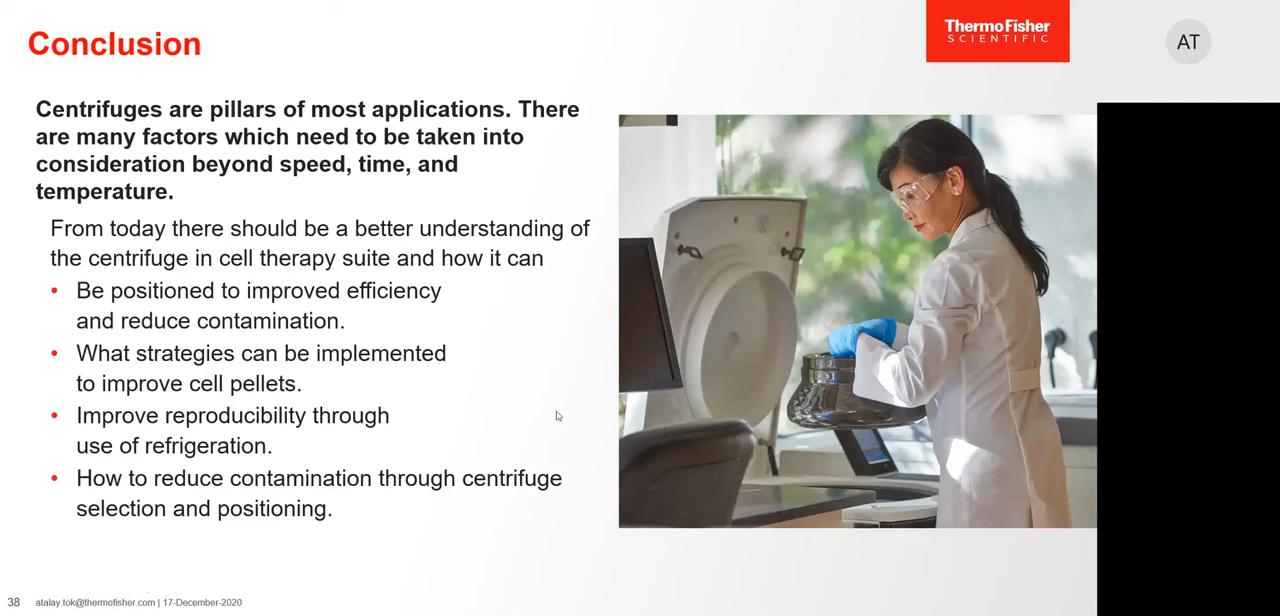 Conclusion
ThermoFisher
SCIENTIFIC
AT
Centrifuges are pillars of most applications. There
are many factors which need to be taken into
consideration beyond speed, time, and
temperature.
From today there should be a better understanding of
the centrifuge in cell therapy suite and how it can
• Be positioned to improved efficiency
and reduce contamination.
• What strategies can be implemented
to improve cell pellets.
• Improve reproducibility through
use of refrigeration.
• How to reduce contamination through centrifuge
selection and positioning.
38 atalay.tok@thermofisher.com | 17-December-2020